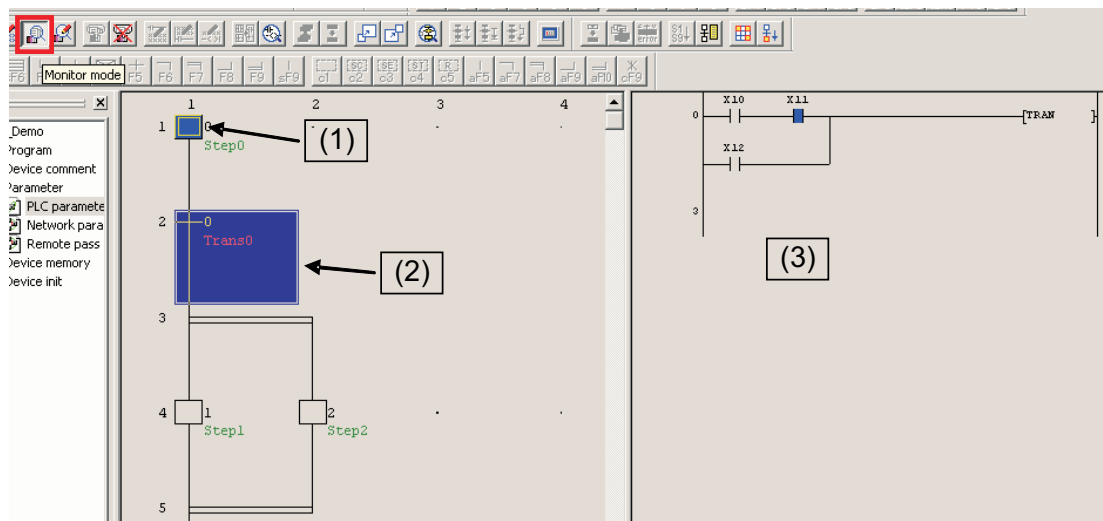 error
F6 F5 F6 F7 F8 F9 sF9 c1 c2 c3 c4 c5 aF5 aF7 aF8 aF9 aF10 cF9
Monitor mode
_Demo
Program
Device comment
Parameter
PLC paramete
Network para
Remote pass
Device memory
Device init
1 2 3 4
1 0
Step0
(1)
2 0
Trans0
(2)
3
4 1 2
Step1 Step2
5
X10 X11
0 [TRAN ]
X12
3
(3)